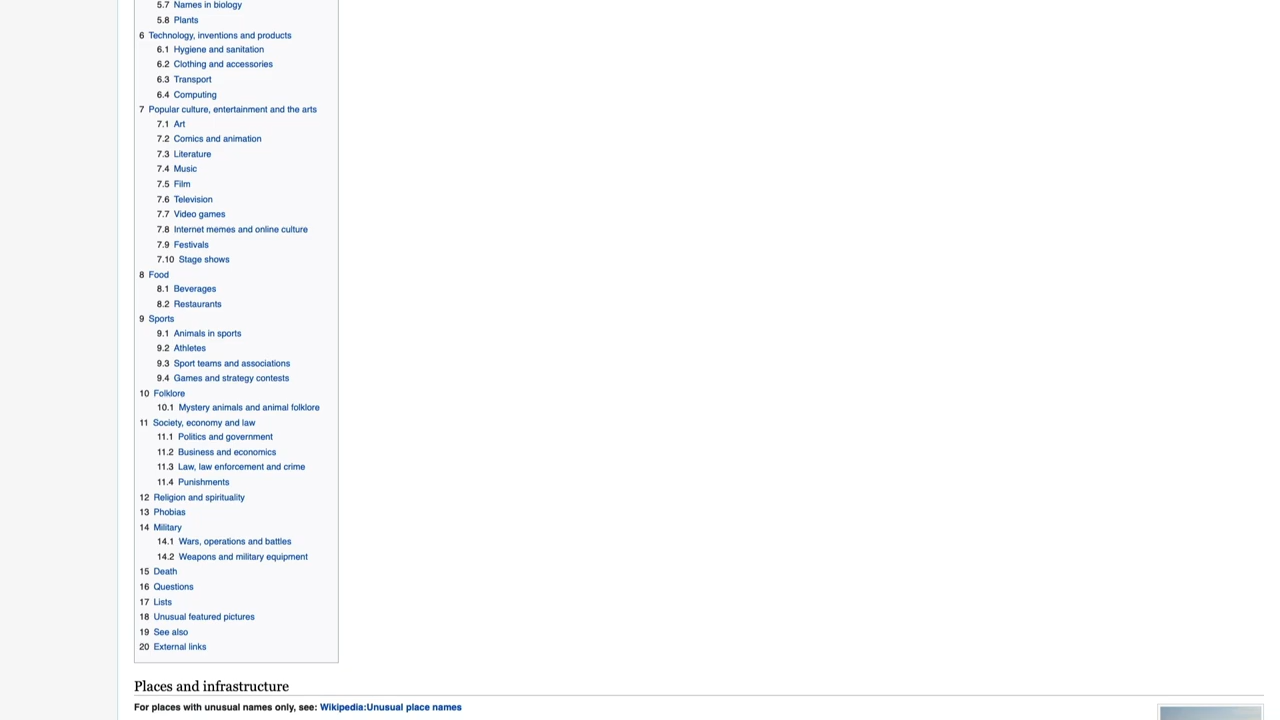 5.7 Names in biology
5.8 Plants
6 Technology, inventions and products
6.1 Hygiene and sanitation
6.2 Clothing and accessories
6.3 Transport
6.4 Computing
7 Popular culture, entertainment and the arts
7.1 Art
7.2 Comics and animation
7.3 Literature
7.4 Music
7.5 Film
7.6 Television
7.7 Video games
7.8 Internet memes and online culture
7.9 Festivals
7.10 Stage shows
8 Food
8.1 Beverages
8.2 Restaurants
9 Sports
9.1 Animals in sports
9.2 Athletes
9.3 Sport teams and associations
9.4 Games and strategy contests
10 Folklore
10.1 Mystery animals and animal folklore
11 Society, economy and law
11.1 Politics and government
11.2 Business and economics
11.3 Law, law enforcement and crime
11.4 Punishments
12 Religion and spirituality
13 Phobias
14 Military
14.1 Wars, operations and battles
14.2 Weapons and military equipment
15 Death
16 Questions
17 Lists
18 Unusual featured pictures
19 See also
20 External links
Places and infrastructure
For places with unusual names only, see: Wikipedia:Unusual place names